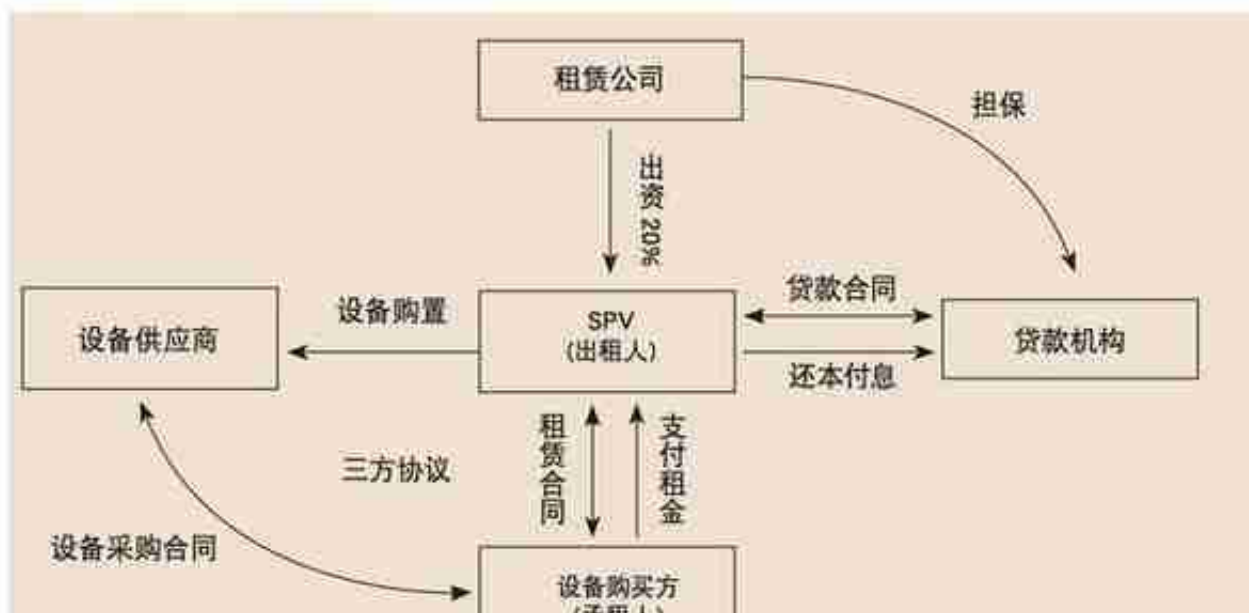 租赁公司
担保
出资 20%
设备供应商
设备购置
SPV
(出租人)
贷款合同
还本付息
贷款机构
租赁合同
支付租金
三方协议
设备采购合同
设备购买方
(承租人)